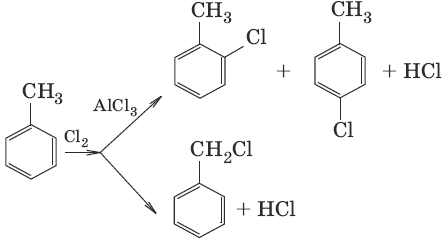 CH₃
Cl
+
CH₃
Cl
+ HCl
CH₃
Cl₂
AlCl₃
CH₂Cl
+ HCl